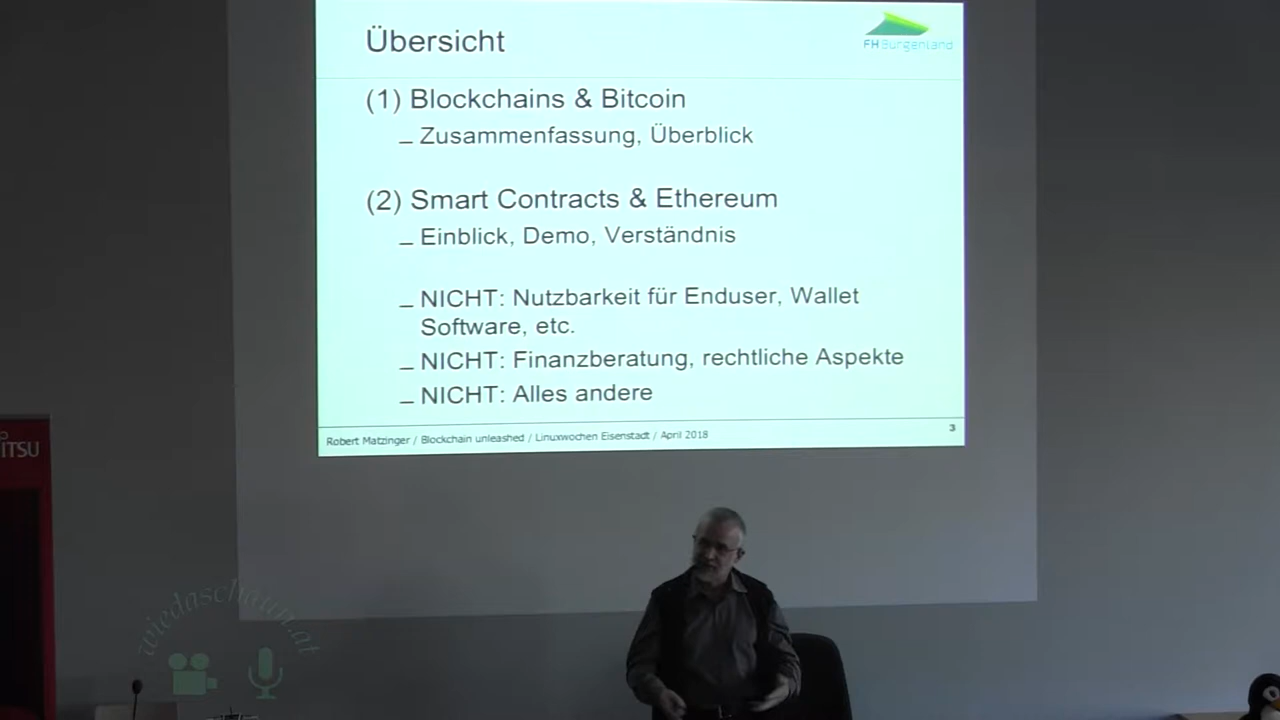 Übersicht
FH Burgenland
(1) Blockchains & Bitcoin
– Zusammenfassung, Überblick
(2) Smart Contracts & Ethereum
– Einblick, Demo, Verständnis
– NICHT: Nutzbarkeit für Enduser, Wallet
Software, etc.
– NICHT: Finanzberatung, rechtliche Aspekte
– NICHT: Alles andere
Robert Matzinger / Blockchain unleashed / Linuxwochen Eisenstadt / April 2018
3
ITSU
wiedaschaun.at